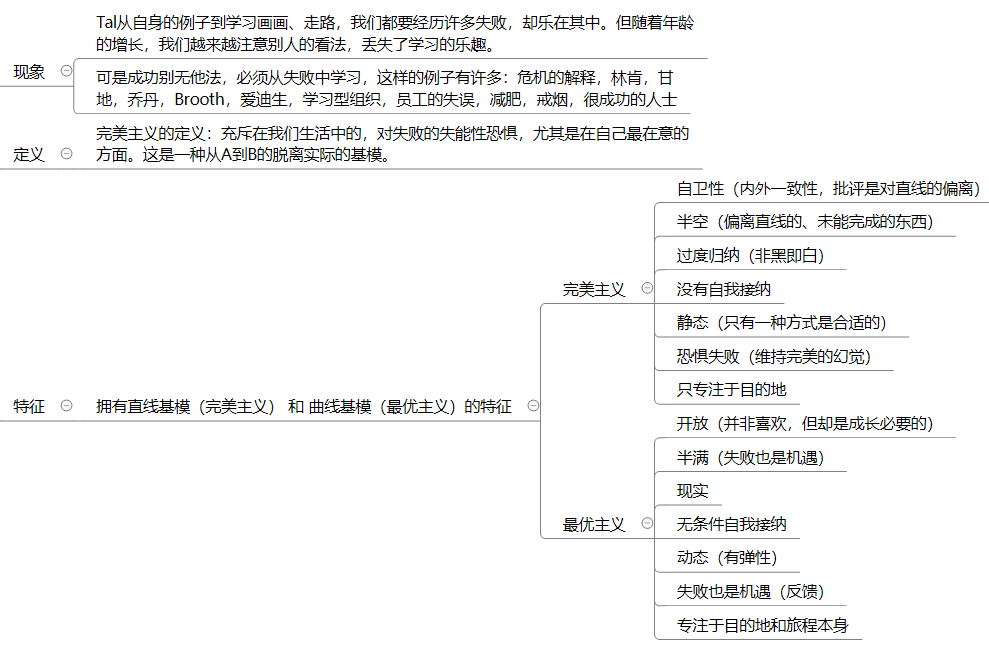 Tal从自身的例子到学习画画、走路，我们都要经历许多失败，却乐在其中。但随着年龄
的增长，我们越来越注意别人的看法，丢失了学习的乐趣。
现象
可是成功别无他法，必须从失败中学习，这样的例子有许多：危机的解释，林肯，甘
地，乔丹，Brooth，爱迪生，学习型组织，员工的失误，减肥，戒烟，很成功的人士
完美主义的定义：充斥在我们生活中的，对失败的失能性恐惧，尤其是在自己最在意的
方面。这是一种从A到B的脱离实际的基模。
定义
自卫性（内外一致性，批评是对直线的偏离）
半空（偏离直线的、未能完成的东西）
过度归纳（非黑即白）
完美主义
没有自我接纳
静态（只有一种方式是合适的）
恐惧失败（维持完美的幻觉）
只专注于目的地
特征
拥有直线基模（完美主义） 和 曲线基模（最优主义）的特征
开放（并非喜欢，但却是成长必要的）
半满（失败也是机遇）
现实
最优主义
无条件自我接纳
动态（有弹性）
失败也是机遇（反馈）
专注于目的地和旅程本身